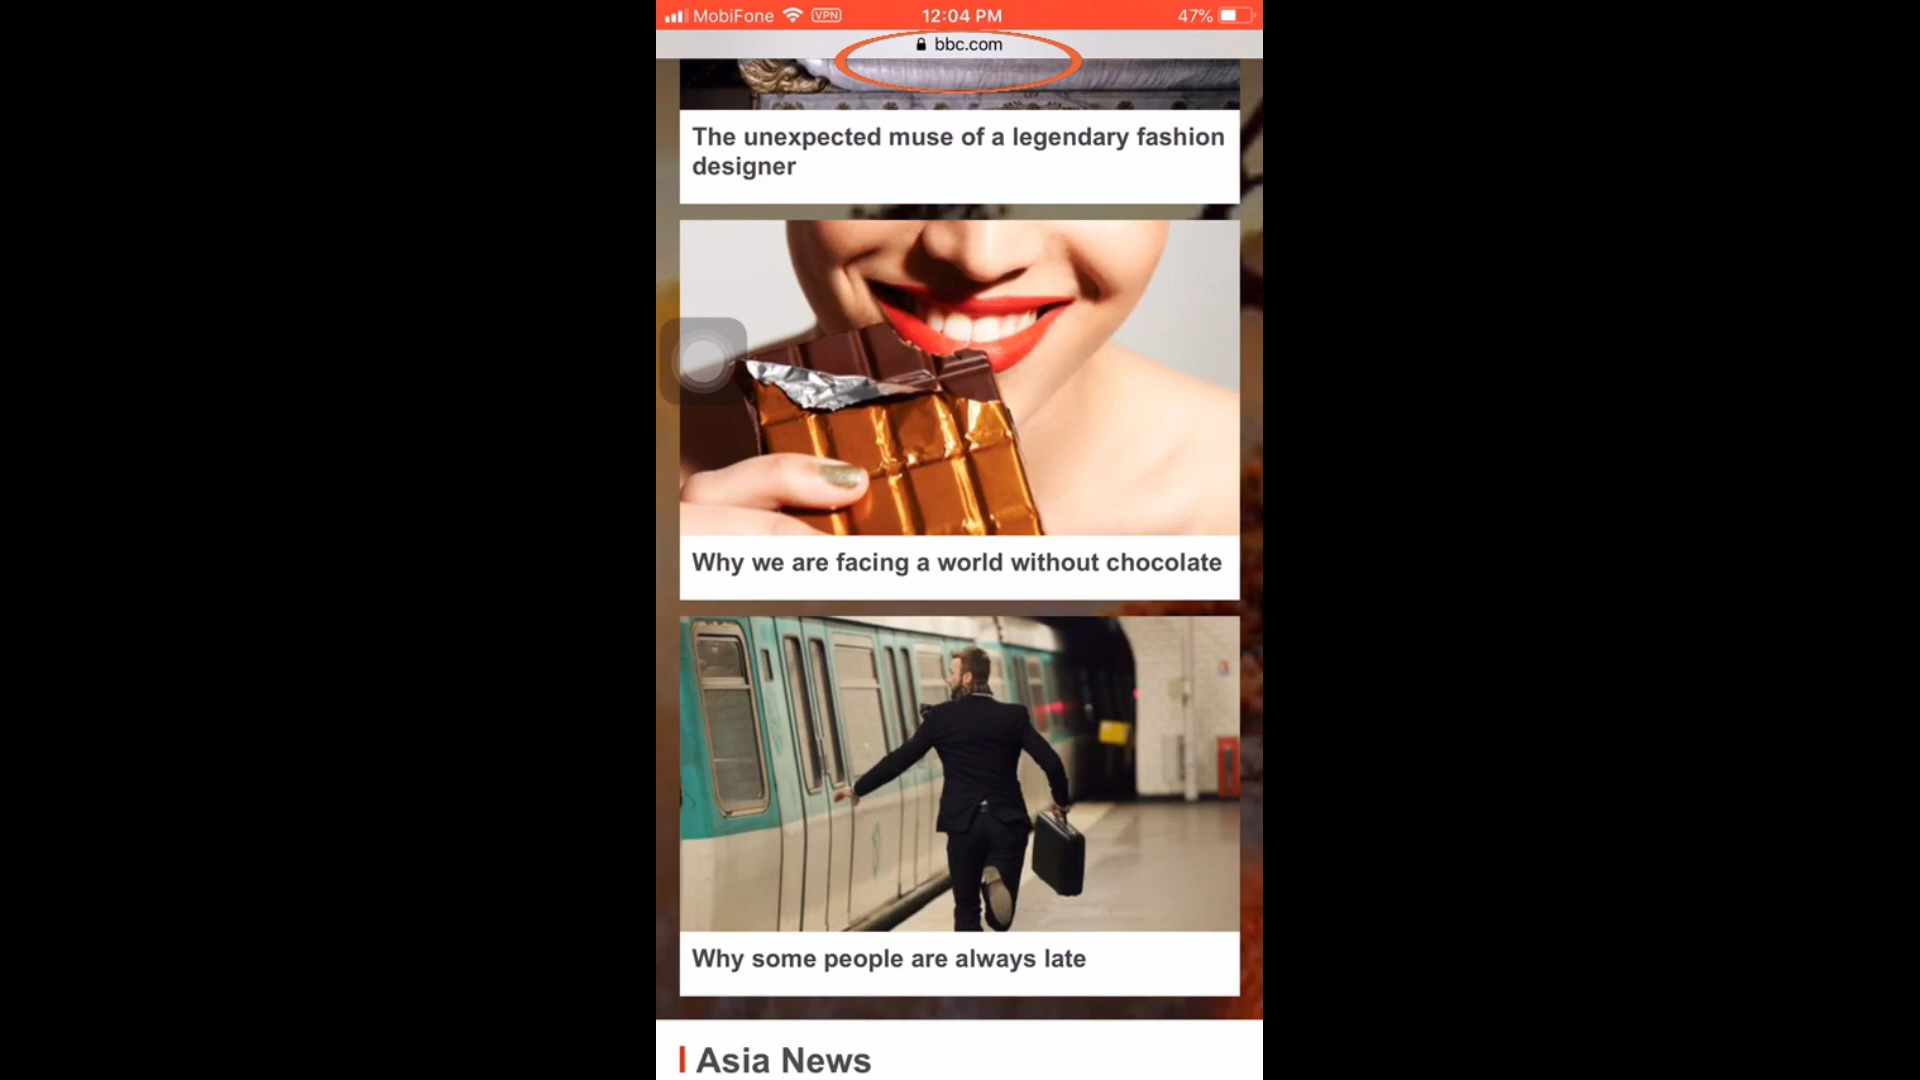 MobiFone VPN 12:04 PM 47%
bbc.com
The unexpected muse of a legendary fashion
designer
Why we are facing a world without chocolate
Why some people are always late
Asia News